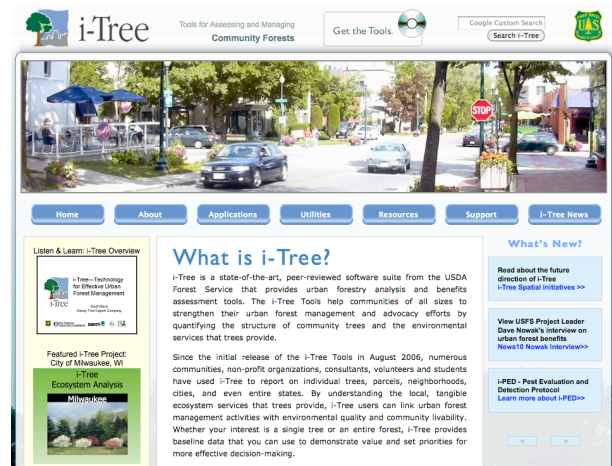 i-Tree
Tools for Assessing and Managing
Community Forests
Get the Tools.
Google Custom Search
Search i-Tree
UAS
STOP
Home
About
Applications
Utilities
Resources
Support
i-Tree News
Listen & Learn: i-Tree Overview
i-Tree—Technology
for Effective Urban
Forest Management
i-Tree
Scott Maco
Davey Tree Expert Company
DAVEY
Featured i-Tree Project:
City of Milwaukee, WI
i-Tree
Ecosystem Analysis
Milwaukee
What is i-Tree?
i-Tree is a state-of-the-art, peer-reviewed software suite from the USDA
Forest Service that provides urban forestry analysis and benefits
assessment tools. The i-Tree Tools help communities of all sizes to
strengthen their urban forest management and advocacy efforts by
quantifying the structure of community trees and the environmental
services that trees provide.
Since the initial release of the i-Tree Tools in August 2006, numerous
communities, non-profit organizations, consultants, volunteers and students
have used i-Tree to report on individual trees, parcels, neighborhoods,
cities, and even entire states. By understanding the local, tangible
ecosystem services that trees provide, i-Tree users can link urban forest
management activities with environmental quality and community livability.
Whether your interest is a single tree or an entire forest, i-Tree provides
baseline data that you can use to demonstrate value and set priorities for
more effective decision-making.
What's New?
Read about the future
direction of i-Tree
i-Tree Spatial Initiatives >>
View USFS Project Leader
Dave Nowak's interview on
urban forest benefits
News10 Nowak Interview>>
i-PED - Pest Evaluation and
Detection Protocol
Learn more about i-PED>>
< >